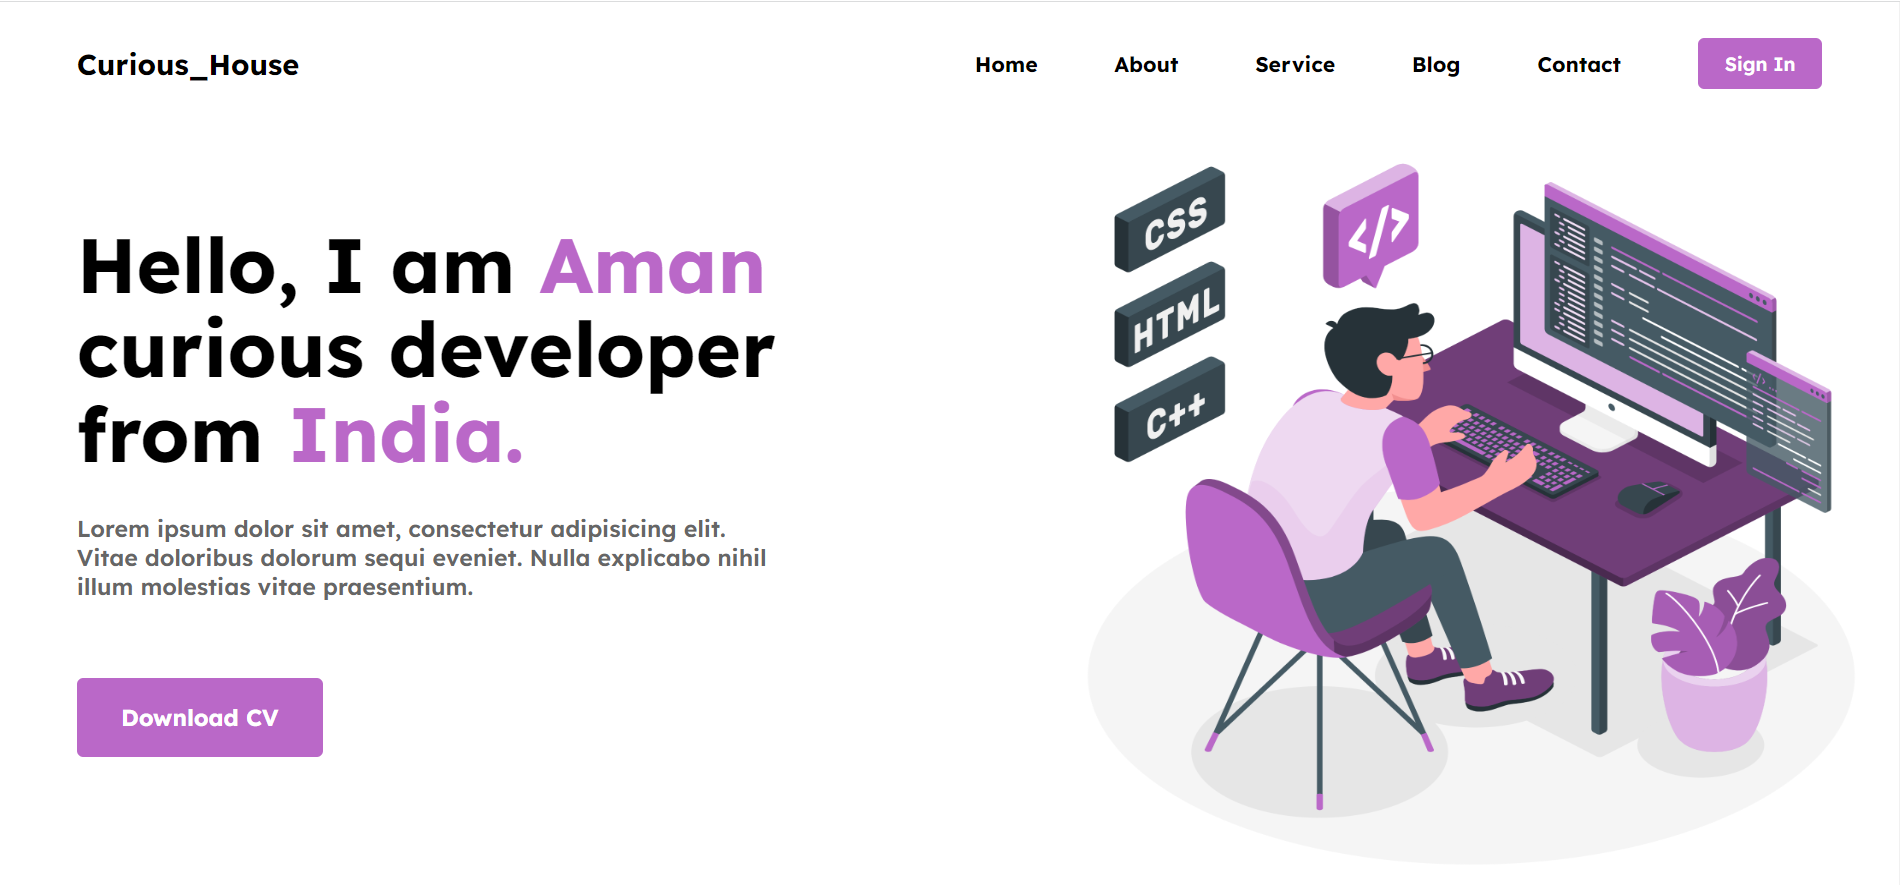 Curious_House
Home About Service Blog Contact Sign In
Hello, I am Aman
curious developer
from India.
Lorem ipsum dolor sit amet, consectetur adipisicing elit.
Vitae doloribus dolorum sequi eveniet. Nulla explicabo nihil
illum molestias vitae praesentium.
Download CV
CSS
</>
HTML
C++